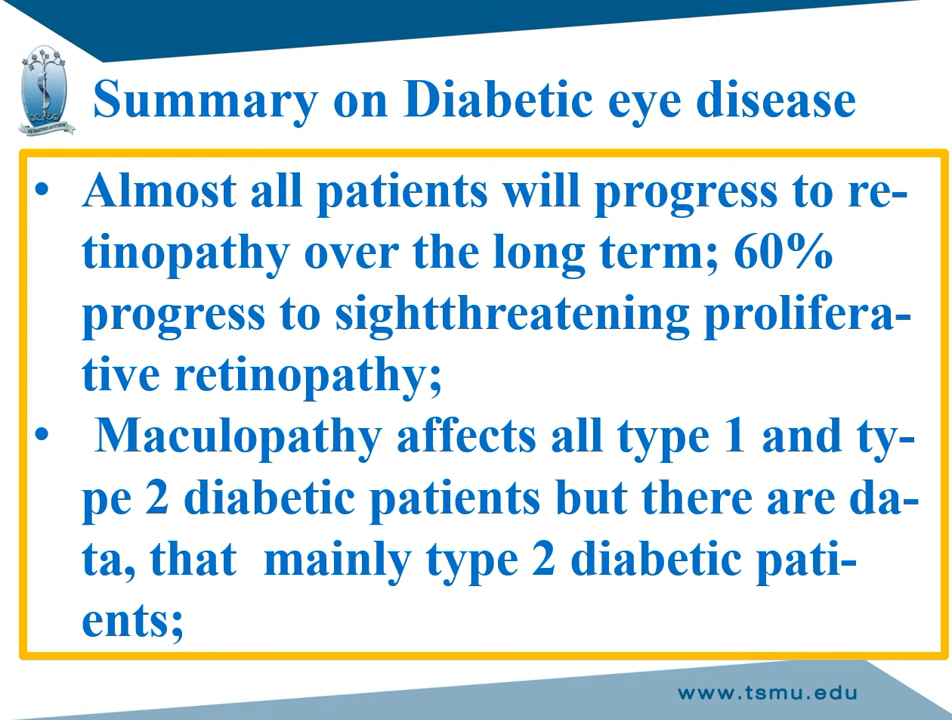 Summary on Diabetic eye disease
• Almost all patients will progress to re-
tinopathy over the long term; 60%
progress to sightthreatening prolifera-
tive retinopathy;
• Maculopathy affects all type 1 and ty-
pe 2 diabetic patients but there are da-
ta, that mainly type 2 diabetic pati-
ents;
www.tsmu.edu